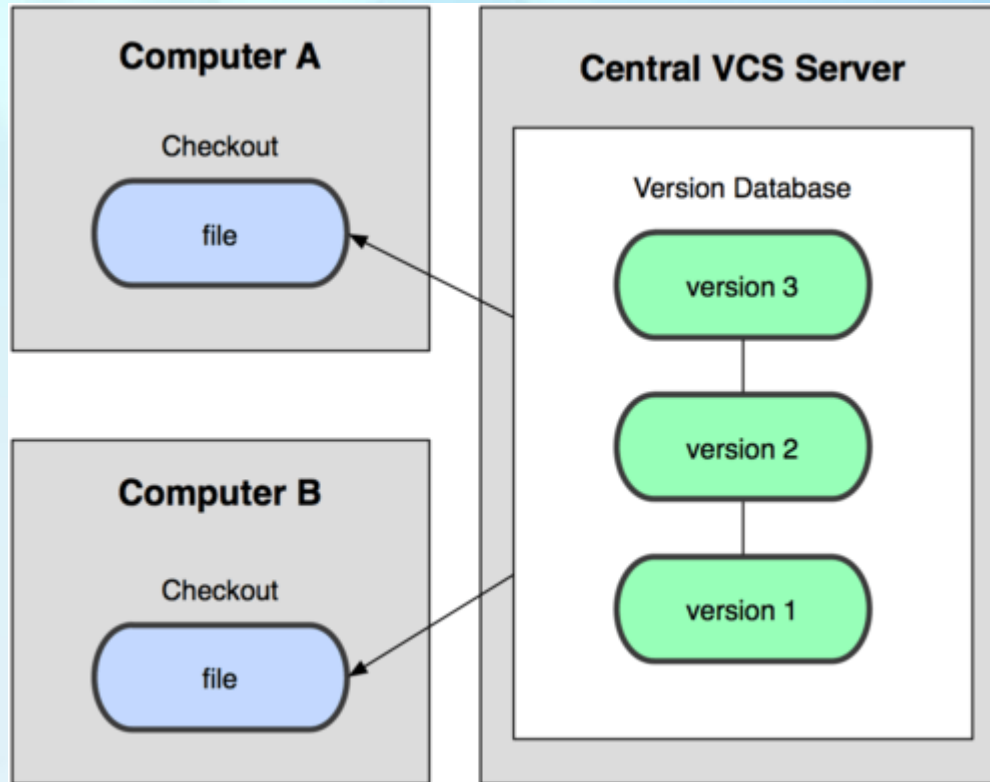 Computer A
Checkout
file
Computer B
Checkout
file
Central VCS Server
Version Database
version 3
version 2
version 1